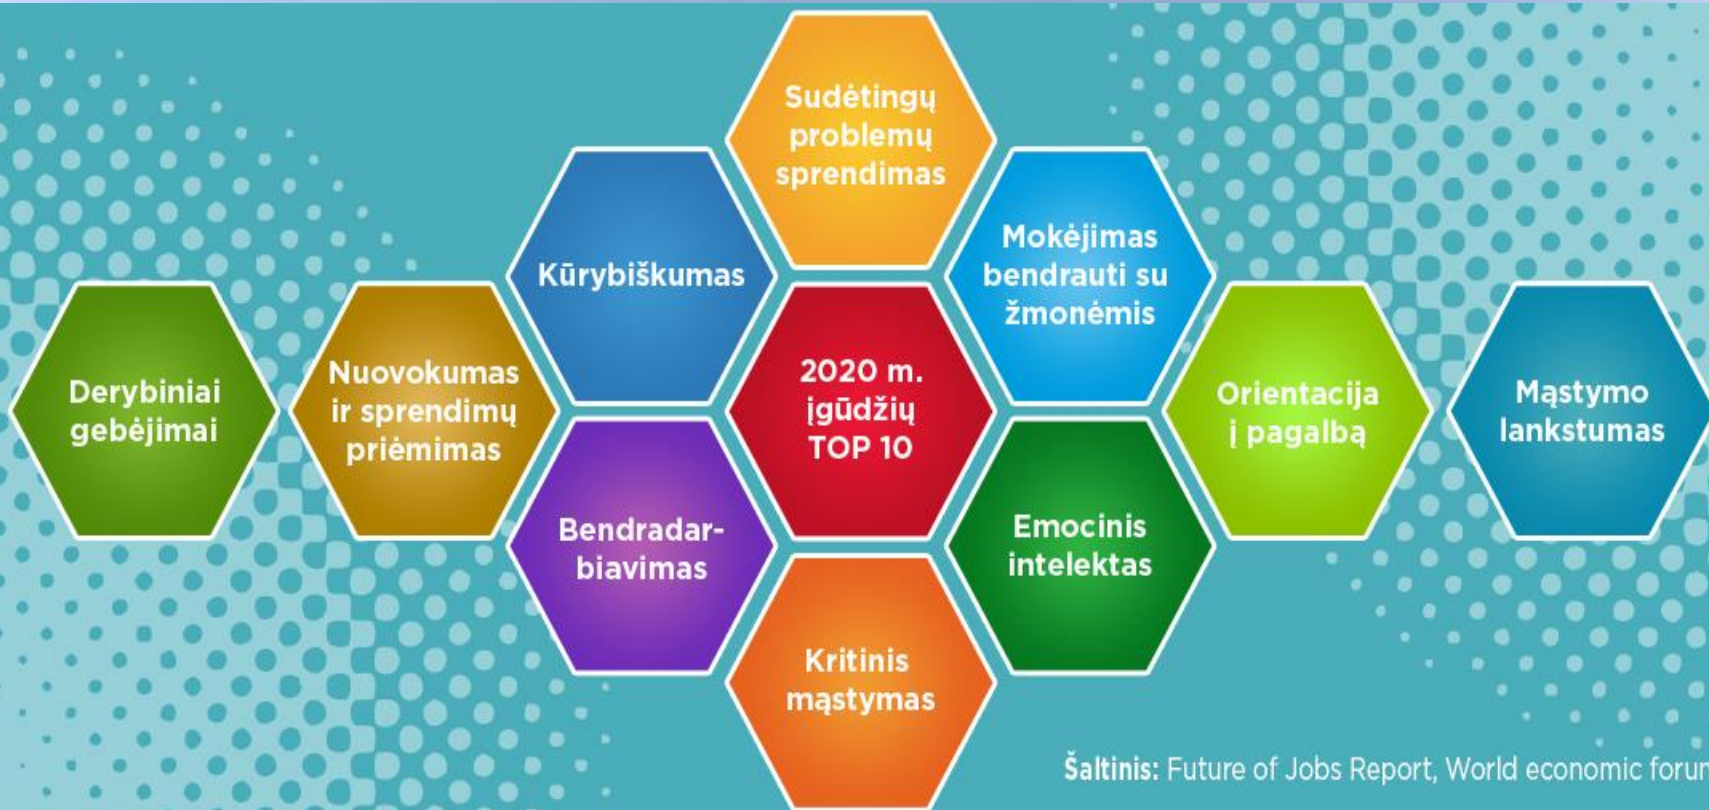 Sudėtingų
problemų
sprendimas
Kūrybiškumas
Mokėjimas
bendrauti su
žmonėmis
Derybiniai
gebėjimai
Nuovokumas
ir sprendimų
priėmimas
2020 m.
įgūdžių
TOP 10
Orientacija
į pagalbą
Mąstymo
lankstumas
Bendradar-
biavimas
Emocinis
intelektas
Kritinis
mąstymas
Šaltinis: Future of Jobs Report, World economic forum